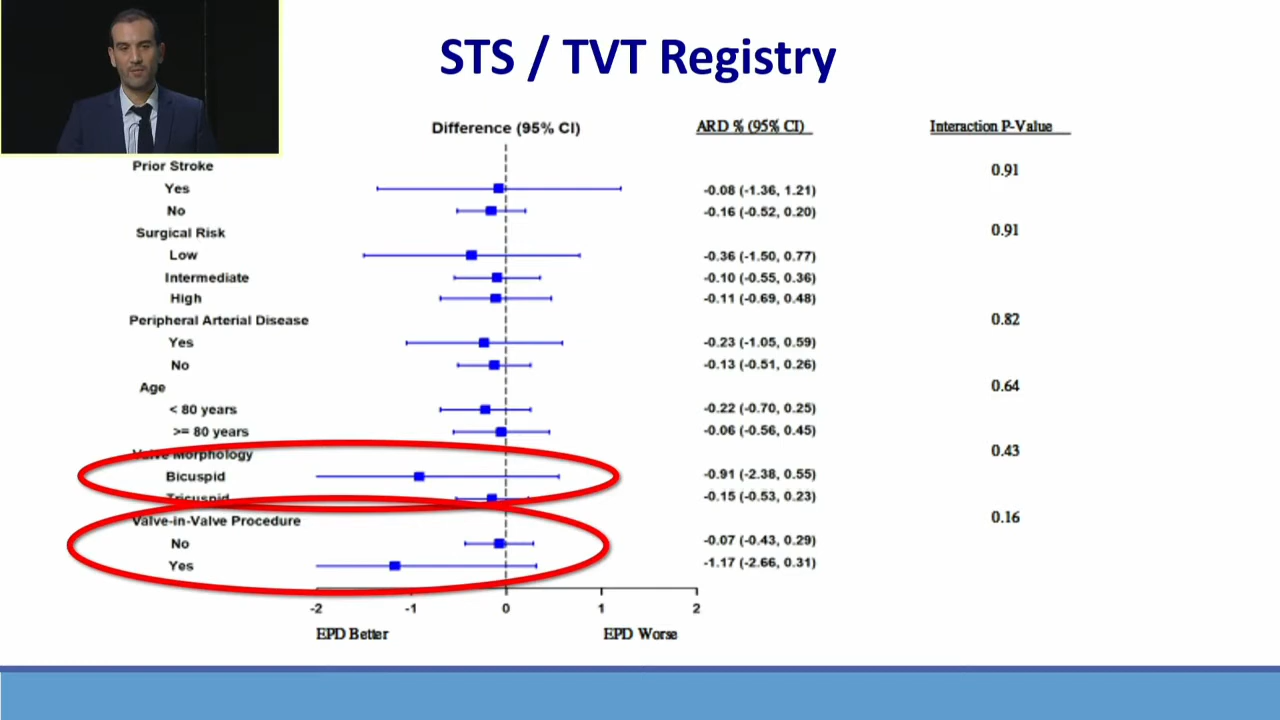 STS / TVT Registry
Difference (95% CI) ARD % (95% CI) Interaction P-Value
Prior Stroke 0.91
Yes -0.08 (-1.36, 1.21)
No -0.16 (-0.52, 0.20)
Surgical Risk 0.91
Low -0.36 (-1.50, 0.77)
Intermediate -0.10 (-0.55, 0.36)
High -0.11 (-0.69, 0.48)
Peripheral Arterial Disease 0.82
Yes -0.23 (-1.05, 0.59)
No -0.13 (-0.51, 0.26)
Age 0.64
< 80 years -0.22 (-0.70, 0.25)
>= 80 years -0.06 (-0.56, 0.45)
Valve Morphology 0.43
Bicuspid -0.91 (-2.38, 0.55)
Tricuspid -0.15 (-0.53, 0.23)
Valve-in-Valve Procedure 0.16
No -0.07 (-0.43, 0.29)
Yes -1.17 (-2.66, 0.31)
-2 -1 0 1 2
EPD Better EPD Worse